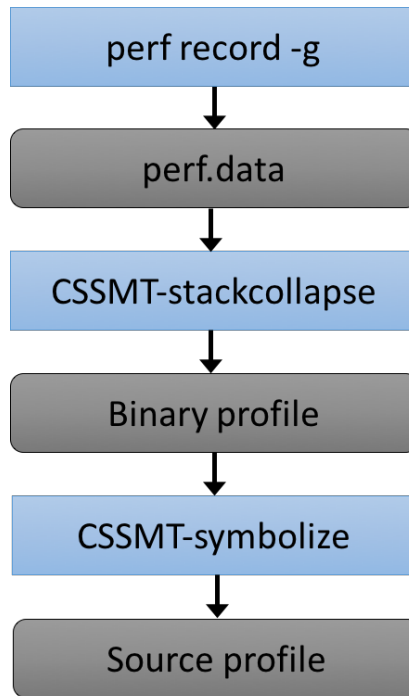 perf record -g
perf.data
CSSMT-stackcollapse
Binary profile
CSSMT-symbolize
Source profile